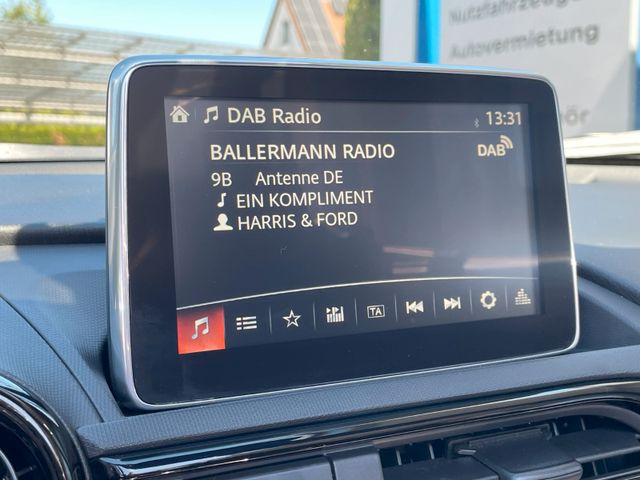 Nutzfahrzeuge
Autovermietung
DAB Radio 13:31
BALLERMANN RADIO DAB
9B Antenne DE
EIN KOMPLIMENT
HARRIS & FORD
TA